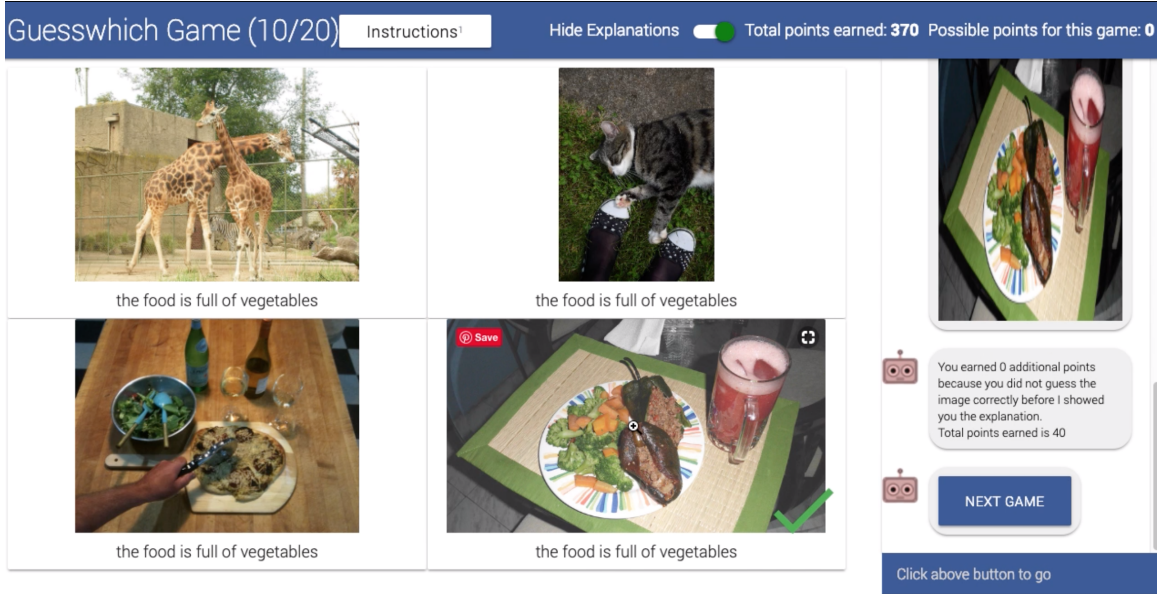 Guesswhich Game (10/20)
Instructions¹
Hide Explanations
Total points earned: 370
Possible points for this game: 0
the food is full of vegetables
the food is full of vegetables
Save
the food is full of vegetables
the food is full of vegetables
You earned 0 additional points
because you did not guess the
image correctly before I showed
you the explanation.
Total points earned is 40
NEXT GAME
Click above button to go